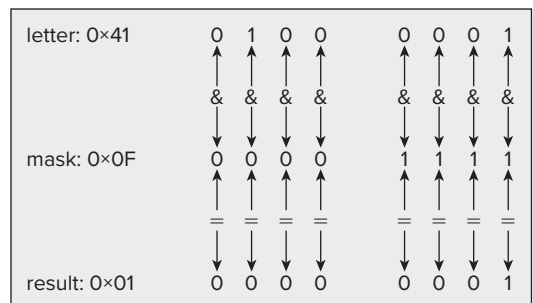 letter: 0×41 0 1 0 0 0 0 0 1
& & & & & & & &
mask: 0×0F 0 0 0 0 1 1 1 1
= = = = = = = =
result: 0×01 0 0 0 0 0 0 0 1